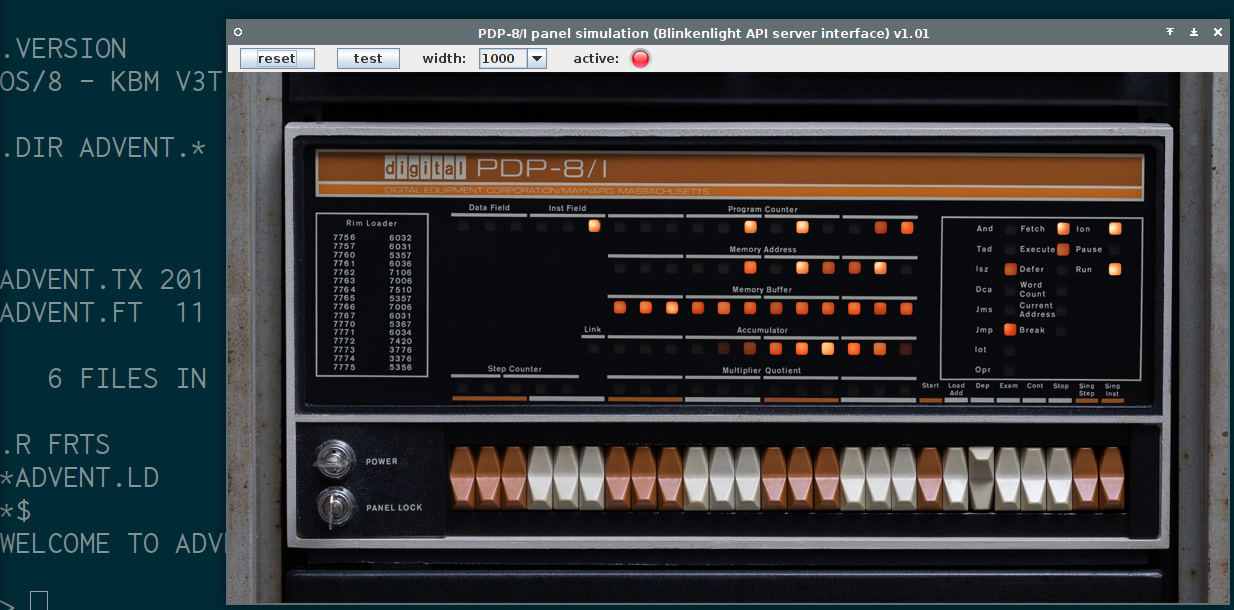 .VERSION
OS/8 - KBM V3T
.DIR ADVENT.*
ADVENT.TX 201
ADVENT.FT 11
6 FILES IN
.R FRTS
*ADVENT.LD
*$
WELCOME TO ADV
>
PDP-8/I panel simulation (Blinkenlight API server interface) v1.01
reset test width: 1000 active:
digital PDP-8/I
DIGITAL EQUIPMENT CORPORATION/MAYNARD, MASSACHUSETTS
Rim Loader
7756 6032
7757 6031
7760 5357
7761 6036
7762 7106
7763 7006
7764 7510
7765 5357
7766 7006
7767 6031
7770 5367
7771 6034
7772 7420
7773 3776
7774 3376
7775 5356
Data Field Inst Field Program Counter
Memory Address
Memory Buffer
Link Accumulator
Step Counter Multiplier Quotient
And Fetch Ion
Tad Execute Pause
Isz Defer Run
Dca Word Count
Jms Current Address
Jmp Break
Iot
Opr
Start Load Add Dep Exam Cont Stop Sing Step Sing Inst
POWER
PANEL LOCK